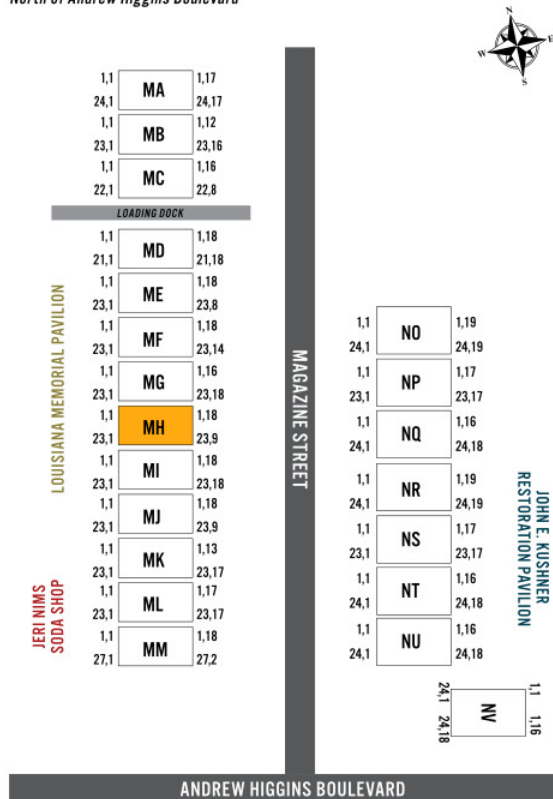 North of Andrew Higgins Boulevard
N
W E
S
1,1 MA 1,17
24,1 24,17
1,1 MB 1,12
23,1 23,16
1,1 MC 1,16
22,1 22,8
LOADING DOCK
1,1 MD 1,18
21,1 21,18
1,1 ME 1,18
23,1 23,8
1,1 MF 1,18
23,1 23,14
1,1 MG 1,16
23,1 23,18
1,1 MH 1,18
23,1 23,9
1,1 MI 1,18
23,1 23,18
1,1 MJ 1,18
23,1 23,9
1,1 MK 1,13
23,1 23,17
1,1 ML 1,17
23,1 23,17
1,1 MM 1,18
27,1 27,2
LOUISIANA MEMORIAL PAVILION
JERI NIMS
SODA SHOP
MAGAZINE STREET
1,1 NO 1,19
24,1 24,19
1,1 NP 1,17
23,1 23,17
1,1 NQ 1,16
24,1 24,18
1,1 NR 1,19
24,1 24,19
1,1 NS 1,17
23,1 23,17
1,1 NT 1,16
24,1 24,18
1,1 NU 1,16
24,1 24,18
JOHN E. KUSHNER
RESTORATION PAVILION
1,1 NV 1,16
24,1 24,18
ANDREW HIGGINS BOULEVARD